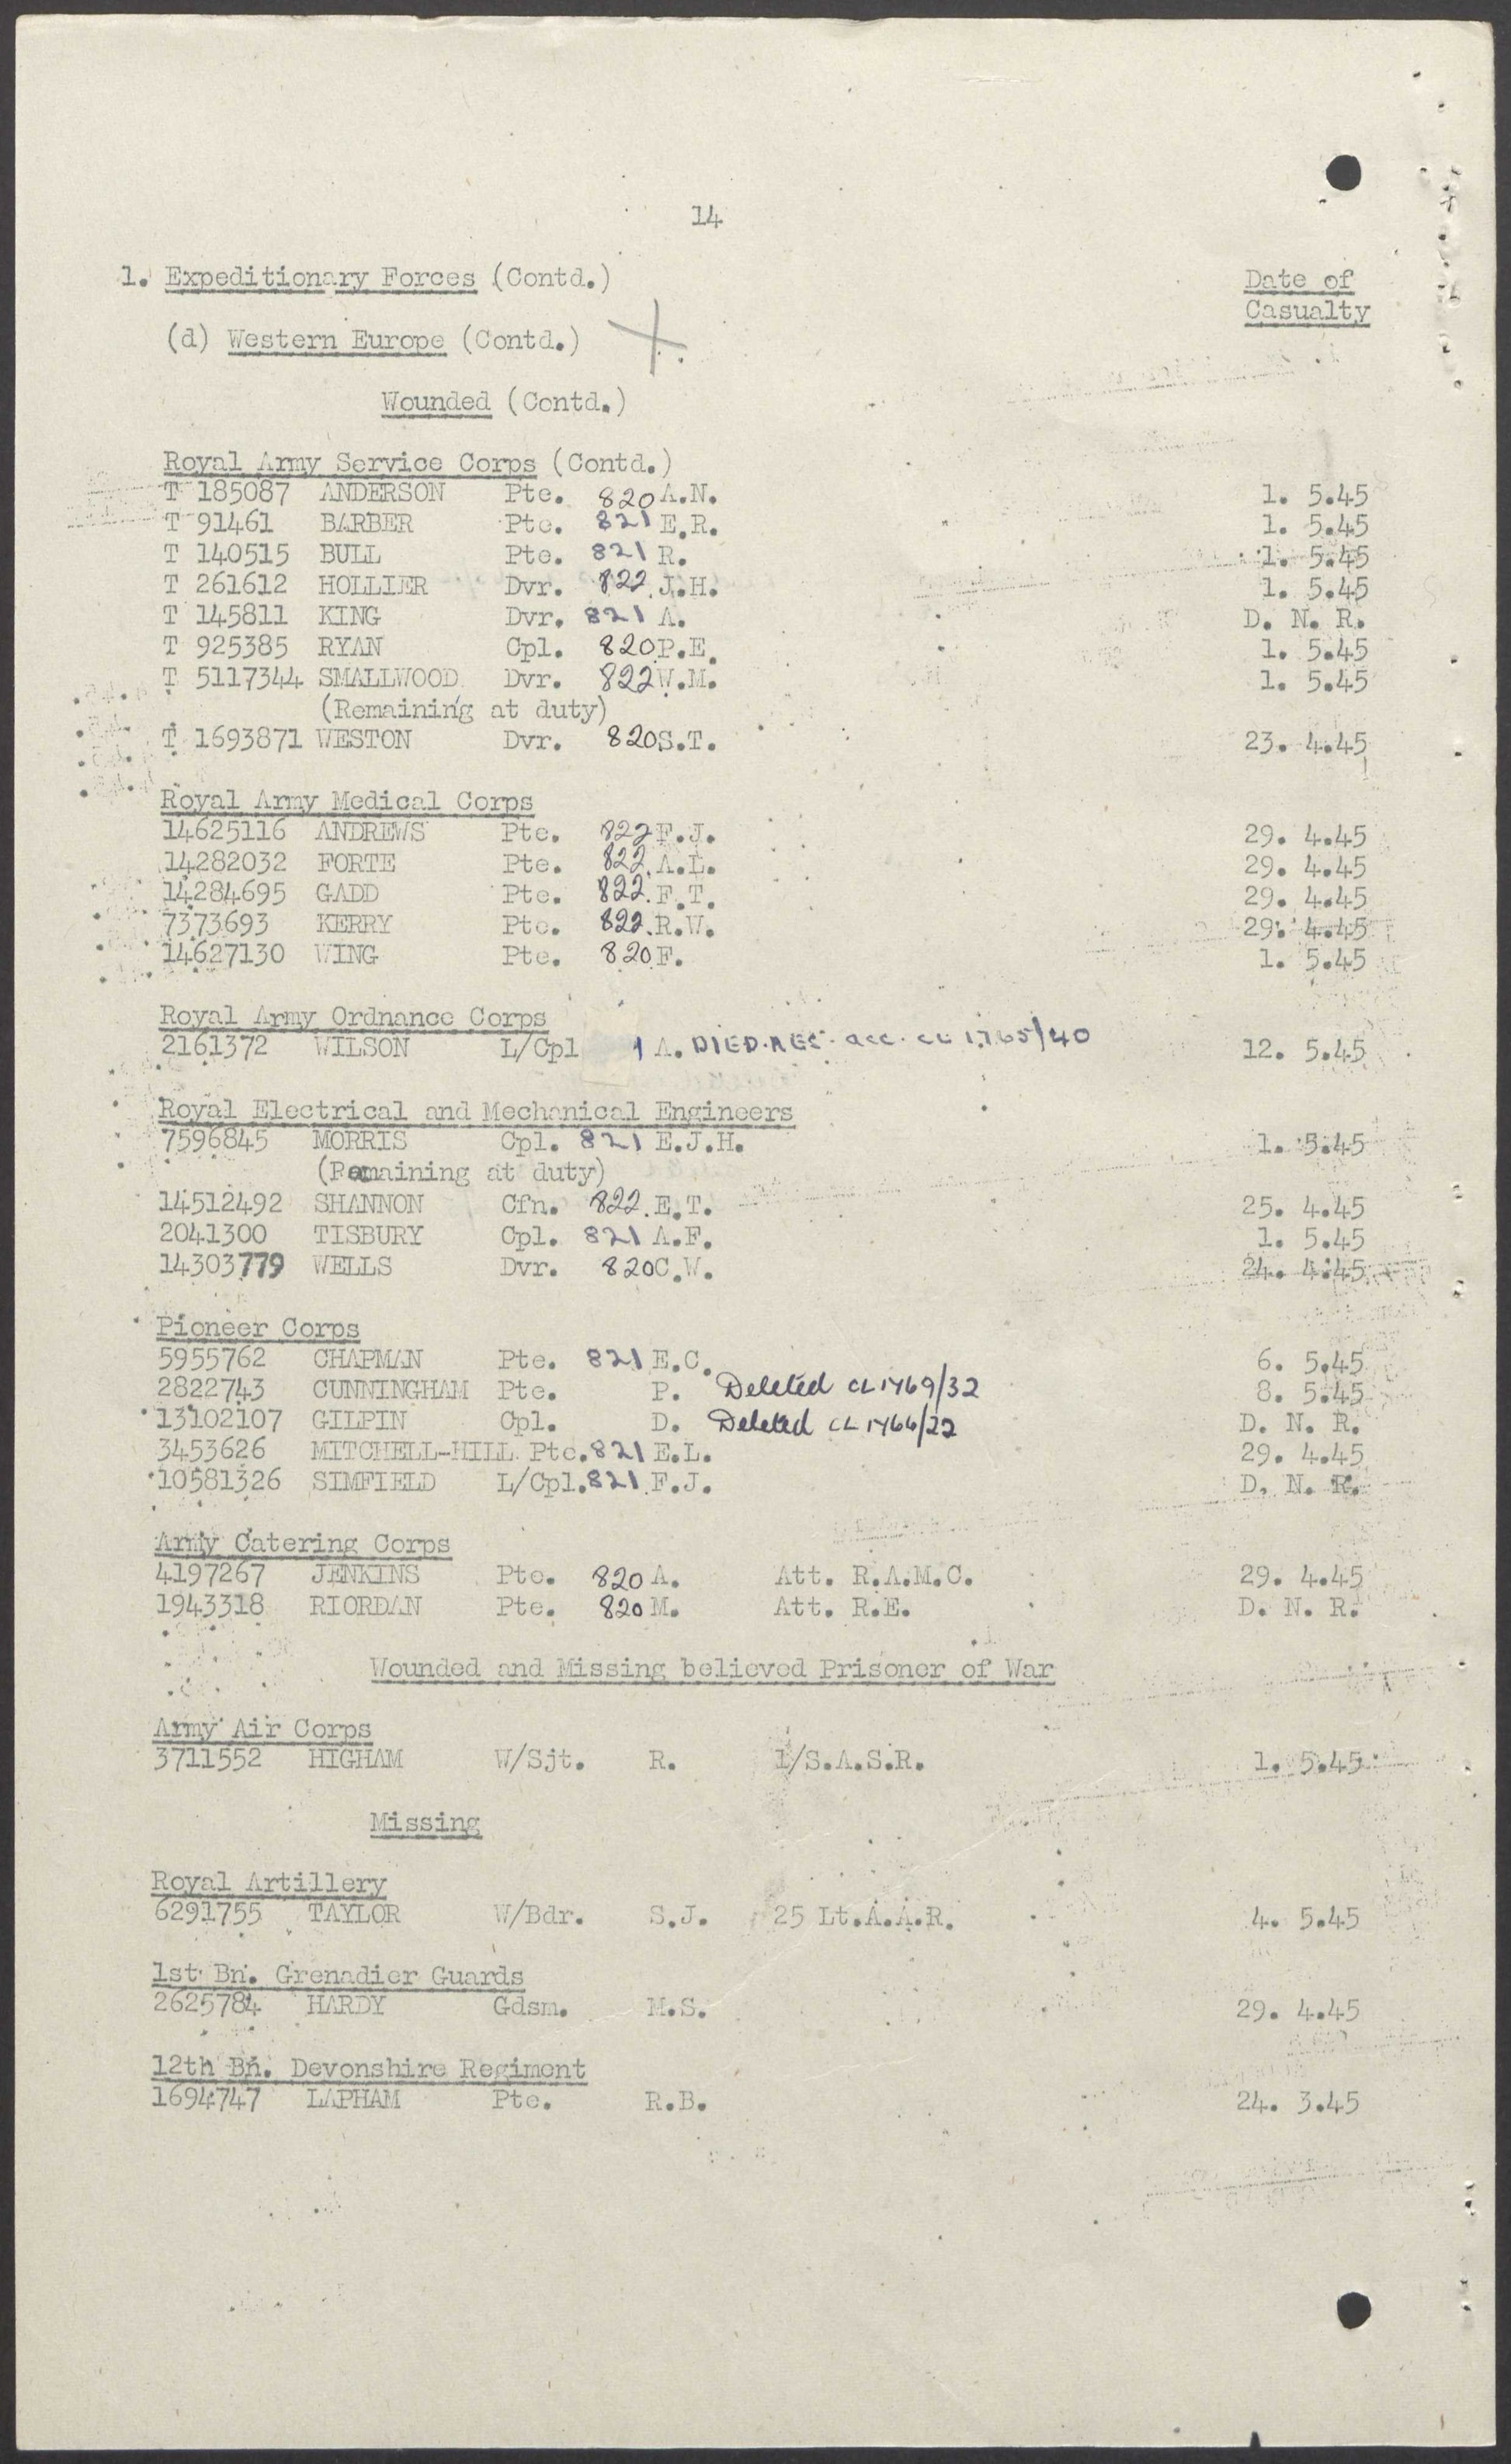 14
1. Expeditionary Forces (Contd.) Date of
Casualty
(d) Western Europe (Contd.)
Wounded (Contd.)
Royal Army Service Corps (Contd.)
T 185087 ANDERSON Pte. 820 A.N. 1. 5.45
T 91461 BARBER Pte. 821 E.R. 1. 5.45
T 140515 BULL Pte. 821 R. 1. 5.45
T 261612 HOLLIER Dvr. 822 J.H. 1. 5.45
T 145811 KING Dvr. 821 A. D. N. R.
T 925385 RYAN Cpl. 820 P.E. 1. 5.45
T 5117344 SMALLWOOD Dvr. 822 W.M. 1. 5.45
(Remaining at duty)
T 1693871 WESTON Dvr. 820 S.T. 23. 4.45
Royal Army Medical Corps
14625116 ANDREWS Pte. 822 F.J. 29. 4.45
14282032 FORTE Pte. 822 A.L. 29. 4.45
14284695 GADD Pte. 822 F.T. 29. 4.45
7373693 KERRY Pte. 822 R.W. 29. 4.45
14627130 WING Pte. 820 F. 1. 5.45
Royal Army Ordnance Corps
2161372 WILSON L/Cpl 1 A. DIED. acc. CL 1765/40 12. 5.45
Royal Electrical and Mechanical Engineers
7596845 MORRIS Cpl. 821 E.J.H. 1. 5.45
(Remaining at duty)
14512492 SHANNON Cfn. 822 E.T. 25. 4.45
2041300 TISBURY Cpl. 821 A.F. 1. 5.45
14303779 WELLS Dvr. 820 C.W. 24. 4.45
Pioneer Corps
5955762 CHAPMAN Pte. 821 E.C. 6. 5.45
2822743 CUNNINGHAM Pte. P. Deleted CL 1469/32 8. 5.45
13102107 GILPIN Cpl. D. Deleted CL 1466/22 D. N. R.
3453626 MITCHELL-HILL Pte. 821 E.L. 29. 4.45
10581326 SIMFIELD L/Cpl. 821 F.J. D. N. R.
Army Catering Corps
4197267 JENKINS Pte. 820 A. Att. R.A.M.C. 29. 4.45
1943318 RIORDAN Pte. 820 M. Att. R.E. D. N. R.
Wounded and Missing believed Prisoner of War
Army Air Corps
3711552 HIGHAM W/Sjt. R. 1/S.A.S.R. 1. 5.45
Missing
Royal Artillery
6291755 TAYLOR W/Bdr. S.J. 25 Lt.A.A.R. 4. 5.45
1st Bn. Grenadier Guards
2625784 HARDY Gdsm. M.S. 29. 4.45
12th Bn. Devonshire Regiment
1694747 LAPHAM Pte. R.B. 24. 3.45